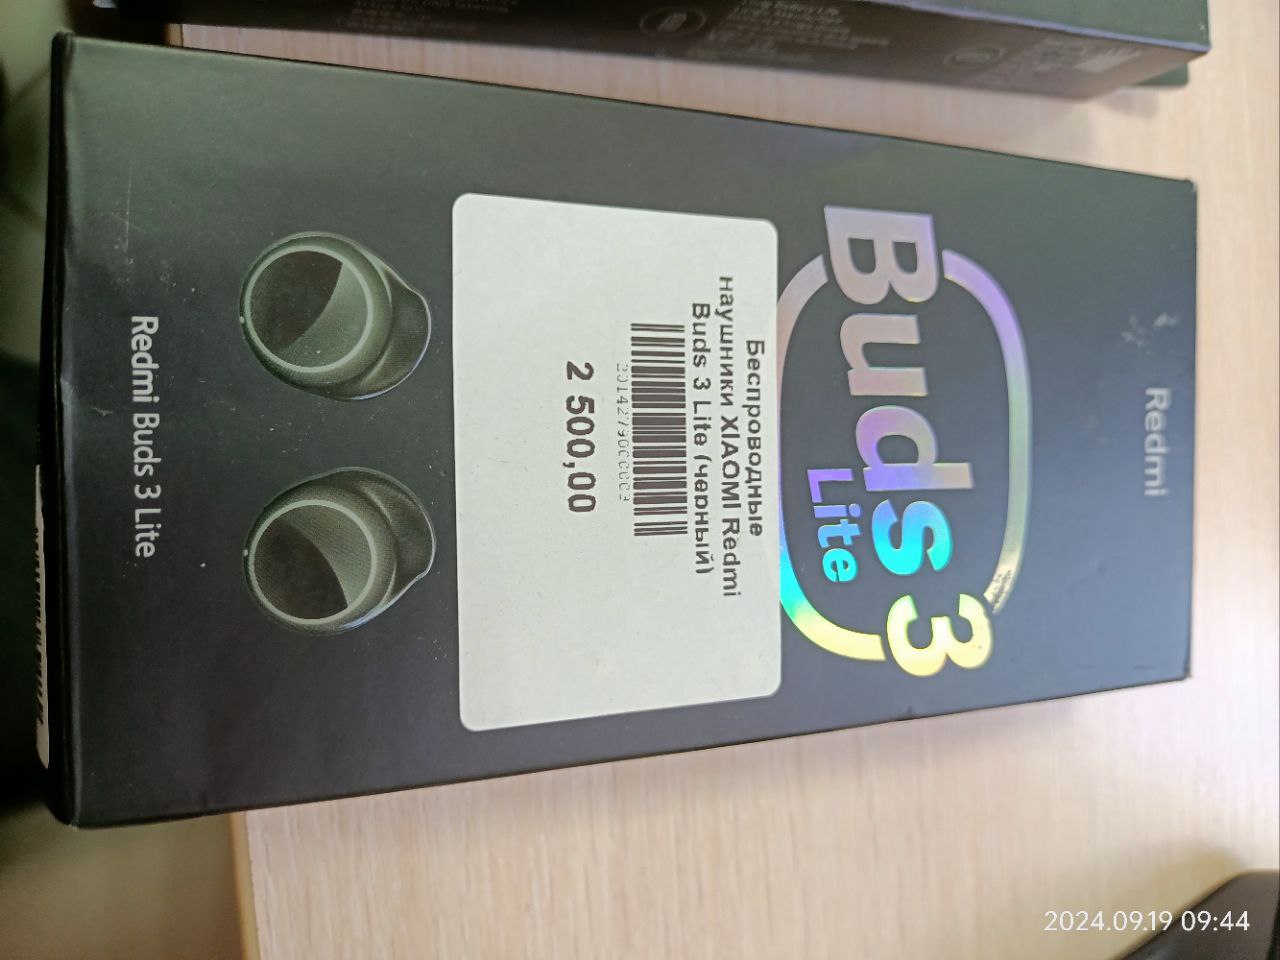 Redmi
Buds 3
Lite
Беспроводные
наушники XIAOMI Redmi
Buds 3 Lite (черный)
2 500,00
Redmi Buds 3 Lite
2024.09.19 09:44